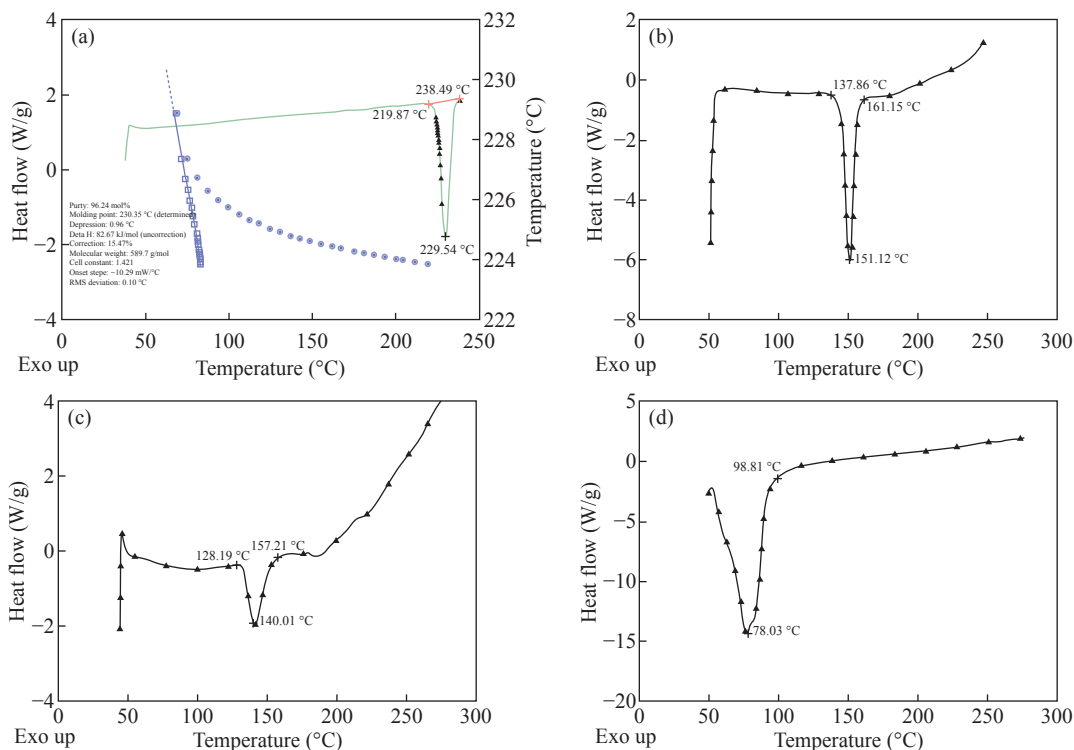 (a)
4
2
0
−2
−4
Heat flow (W/g)
232
230
228
226
224
222
Temperature (°C)
238.49 °C
219.87 °C
229.54 °C
Purty: 96.24 mol%
Molding point: 230.35 °C (determined)
Depression: 0.96 °C
Deta H: 82.67 kJ/mol (uncorrection)
Correction: 15.47%
Molecular weight: 589.7 g/mol
Cell constant: 1.421
Onset stepe: −10.29 mW/°C
RMS deviation: 0.10 °C
0 50 100 150 200 250
Exo up
Temperature (°C)
(b)
4
2
0
−2
−4
−6
−8
Heat flow (W/g)
137.86 °C
161.15 °C
151.12 °C
0 50 100 150 200 250 300
Exo up
Temperature (°C)
(c)
4
2
0
−2
−4
Heat flow (W/g)
128.19 °C
157.21 °C
140.01 °C
0 50 100 150 200 250 300
Exo up
Temperature (°C)
(d)
5
0
−5
−10
−15
−20
Heat flow (W/g)
98.81 °C
78.03 °C
0 50 100 150 200 250 300
Exo up
Temperature (°C)